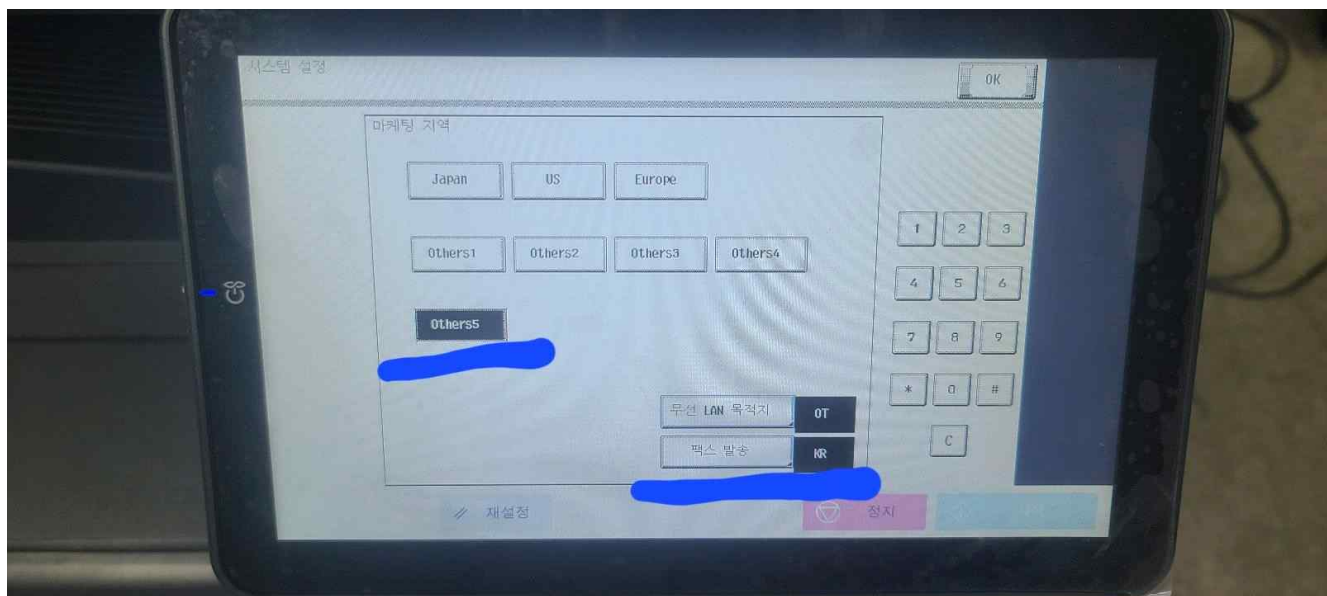 시스템 설정
OK
마케팅 지역
Japan US Europe
Others1 Others2 Others3 Others4
Others5
무선 LAN 목적지 OT
팩스 발송 KR
1 2 3
4 5 6
7 8 9
* 0 #
C
재설정 정지